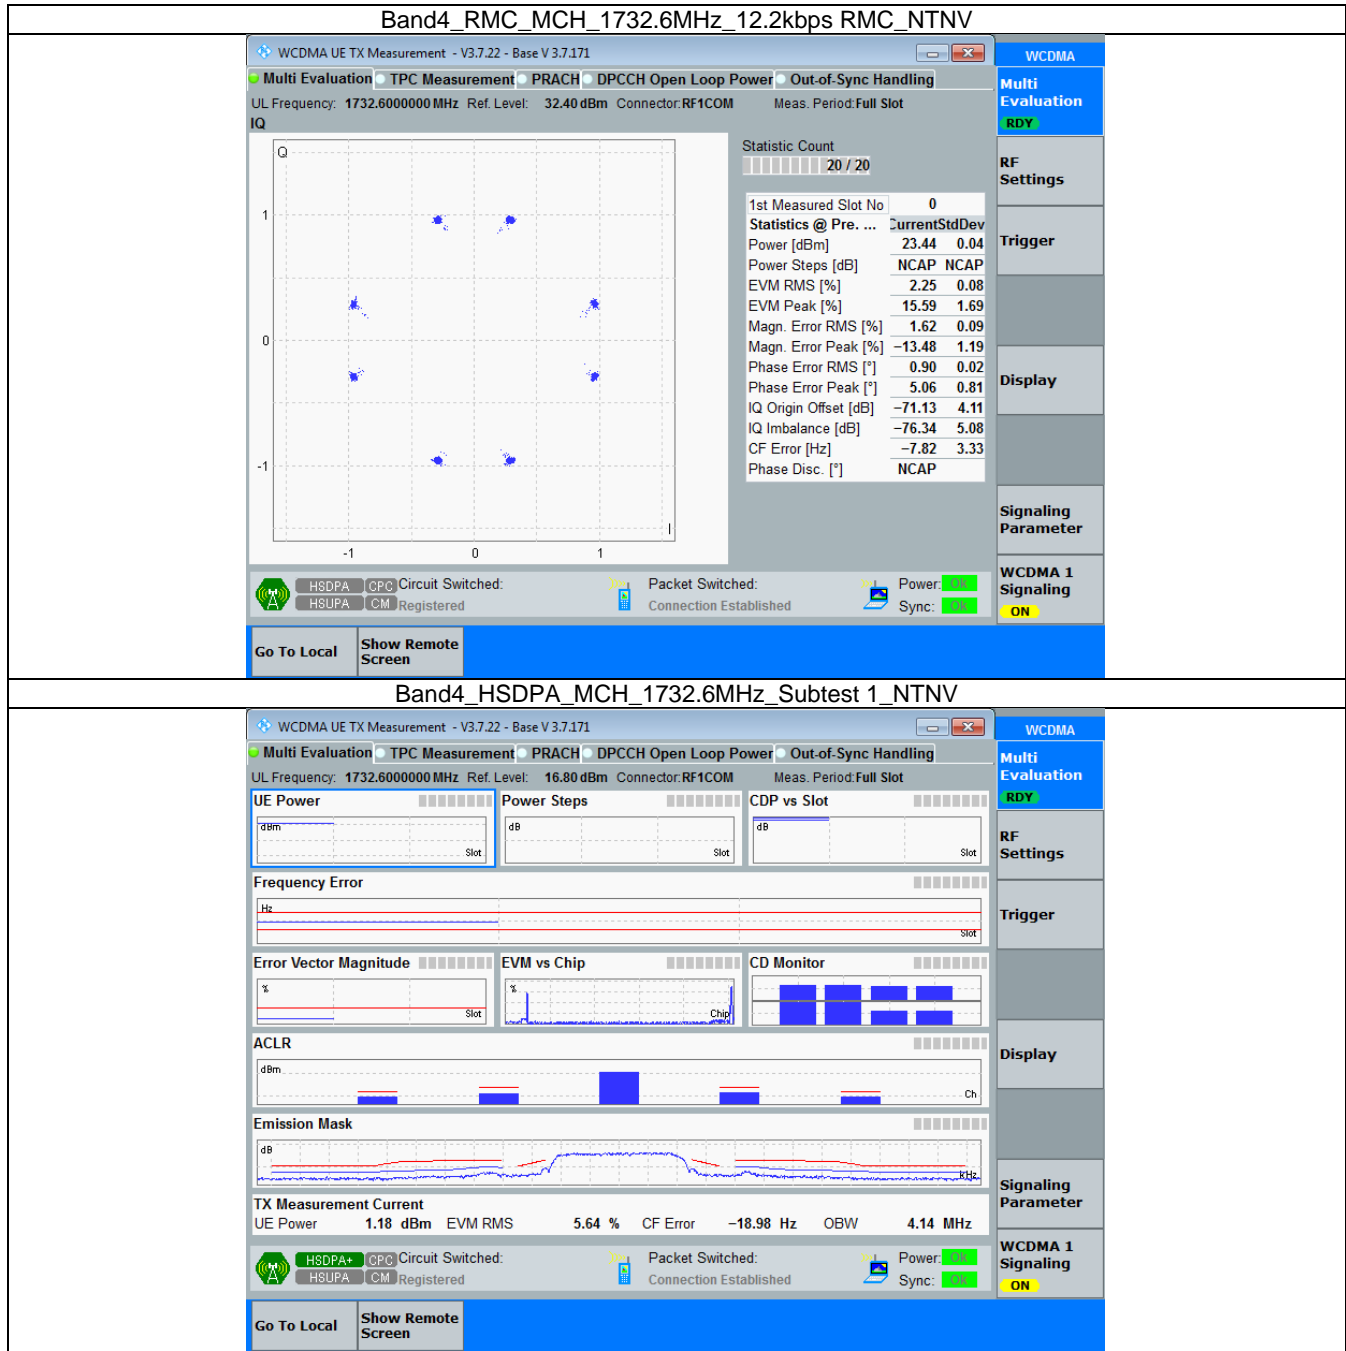 Band4_RMC_MCH_1732.6MHz_12.2kbps RMC_NTNV
WCDMA UE TX Measurement - V3.7.22 - Base V 3.7.171
WCDMA
Multi Evaluation TPC Measurement PRACH DPCCH Open Loop Power Out-of-Sync Handling
Multi
Evaluation
RDY
UL Frequency: 1732.6000000 MHz Ref. Level: 32.40 dBm Connector:RF1COM Meas. Period:Full Slot
IQ
Q
1
0
-1
-1 0 1
I
Statistic Count
20 / 20
1st Measured Slot No 0
Statistics @ Pre. ... CurrentStdDev
Power [dBm] 23.44 0.04
Power Steps [dB] NCAP NCAP
EVM RMS [%] 2.25 0.08
EVM Peak [%] 15.59 1.69
Magn. Error RMS [%] 1.62 0.09
Magn. Error Peak [%] −13.48 1.19
Phase Error RMS [°] 0.90 0.02
Phase Error Peak [°] 5.06 0.81
IQ Origin Offset [dB] −71.13 4.11
IQ Imbalance [dB] −76.34 5.08
CF Error [Hz] −7.82 3.33
Phase Disc. [°] NCAP
RF
Settings
Trigger
Display
Signaling
Parameter
WCDMA 1
Signaling
ON
HSDPA CPC Circuit Switched: Packet Switched: Power: Ok
HSUPA CM Registered Connection Established Sync: Ok
Go To Local
Show Remote
Screen
Band4_HSDPA_MCH_1732.6MHz_Subtest 1_NTNV
WCDMA UE TX Measurement - V3.7.22 - Base V 3.7.171
WCDMA
Multi Evaluation TPC Measurement PRACH DPCCH Open Loop Power Out-of-Sync Handling
Multi
Evaluation
RDY
UL Frequency: 1732.6000000 MHz Ref. Level: 16.80 dBm Connector:RF1COM Meas. Period:Full Slot
UE Power Power Steps CDP vs Slot
dBm dB dB
Slot Slot Slot
Frequency Error
Hz
Slot
Error Vector Magnitude EVM vs Chip CD Monitor
% %
Slot Chip
ACLR
dBm
Ch
Emission Mask
dB
kHz
TX Measurement Current
UE Power 1.18 dBm EVM RMS 5.64 % CF Error −18.98 Hz OBW 4.14 MHz
RF
Settings
Trigger
Display
Signaling
Parameter
WCDMA 1
Signaling
ON
HSDPA+ CPC Circuit Switched: Packet Switched: Power: Ok
HSUPA CM Registered Connection Established Sync: Ok
Go To Local
Show Remote
Screen